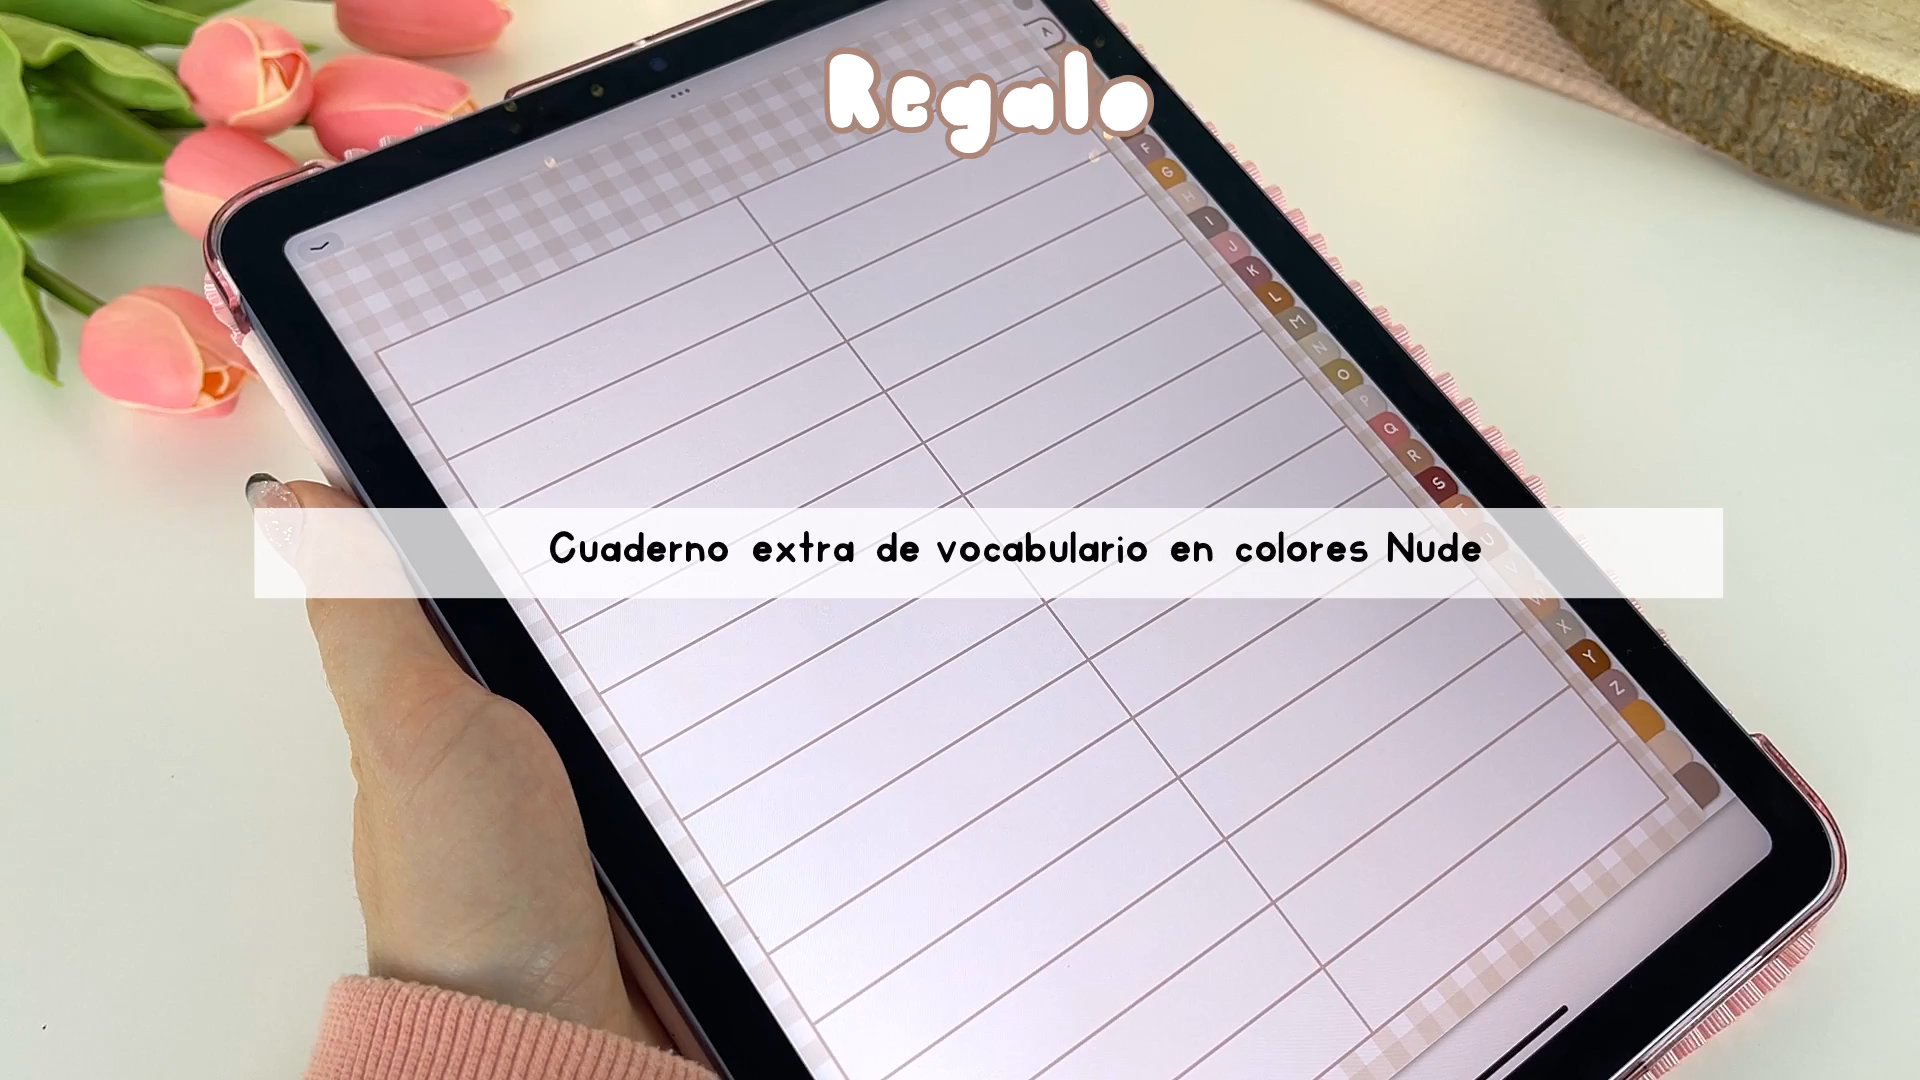 Regalo
A
F
G
H
I
J
K
L
M
N
O
P
Q
R
S
T
U
V
W
X
Y
Z
Cuaderno extra de vocabulario en colores Nude